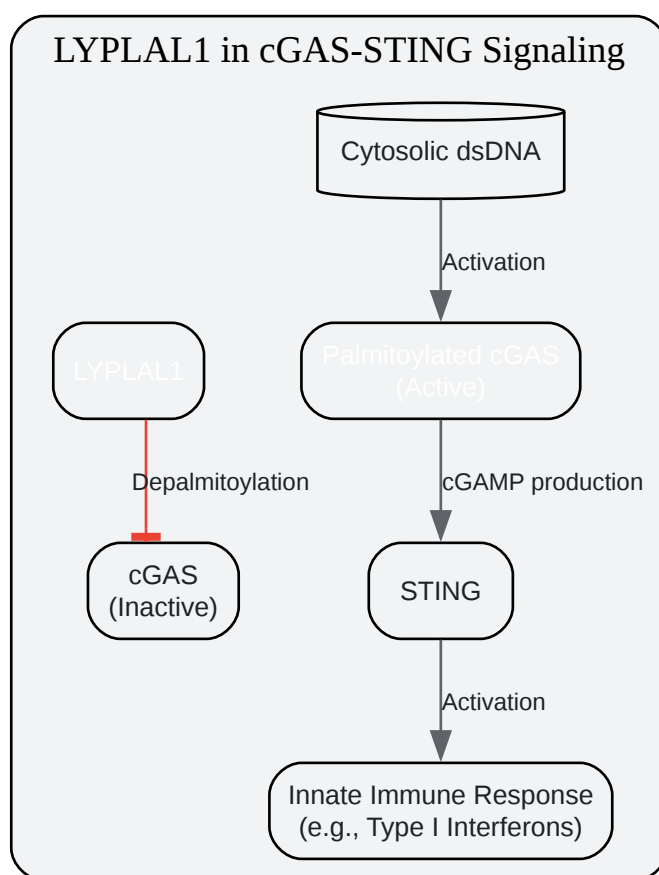 LYPLAL1 in cGAS-STING Signaling
Cytosolic dsDNA
Activation
LYPLAL1
Palmitoylated cGAS
(Active)
Depalmitoylation
cGAMP production
cGAS
(Inactive)
STING
Activation
Innate Immune Response
(e.g., Type I Interferons)